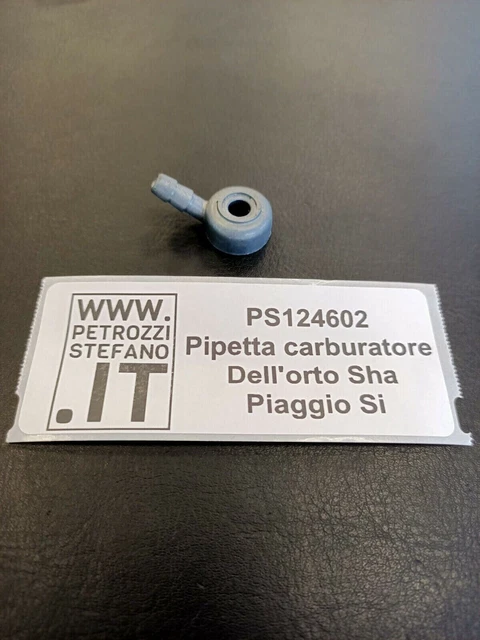 WWW.
PETROZZI
STEFANO
.IT
PS124602
Pipetta carburatore
Dell'orto Sha
Piaggio Si